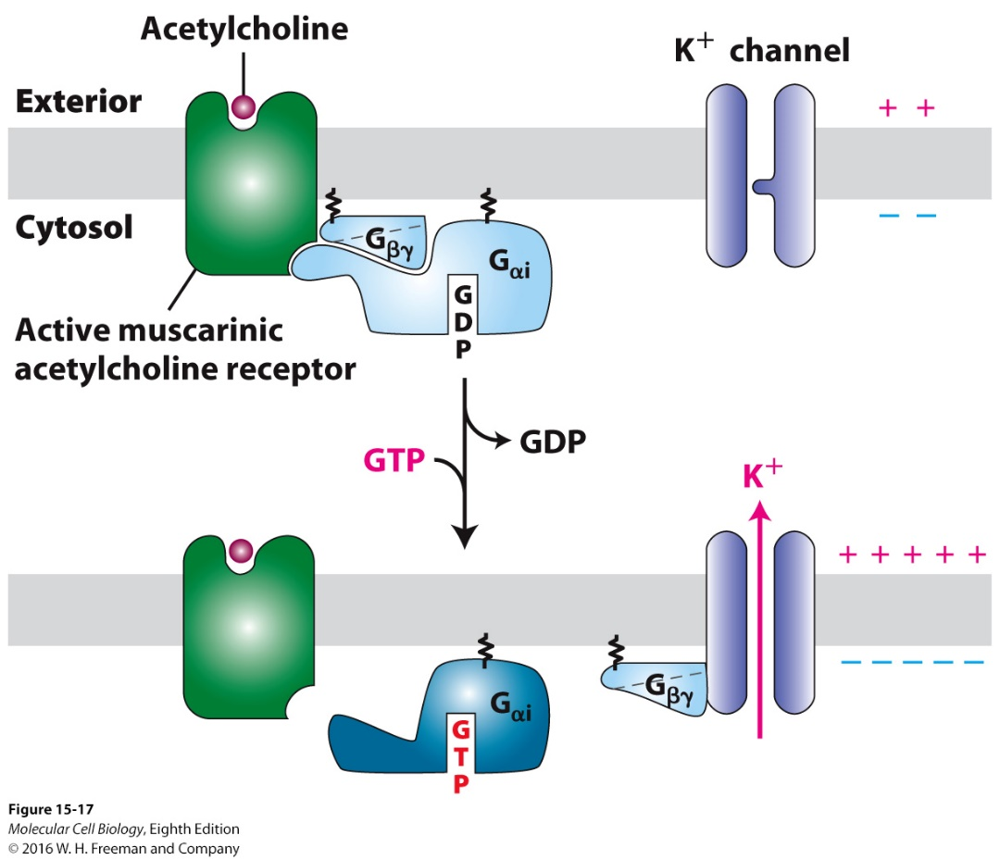 Acetylcholine
K+ channel
Exterior
+ +
Cytosol
– –
Gβγ
Gαi
G
D
P
Active muscarinic
acetylcholine receptor
GDP
GTP
K+
+ + + + +
– – – – –
Gαi
Gβγ
G
T
P
Figure 15-17
Molecular Cell Biology, Eighth Edition
© 2016 W. H. Freeman and Company